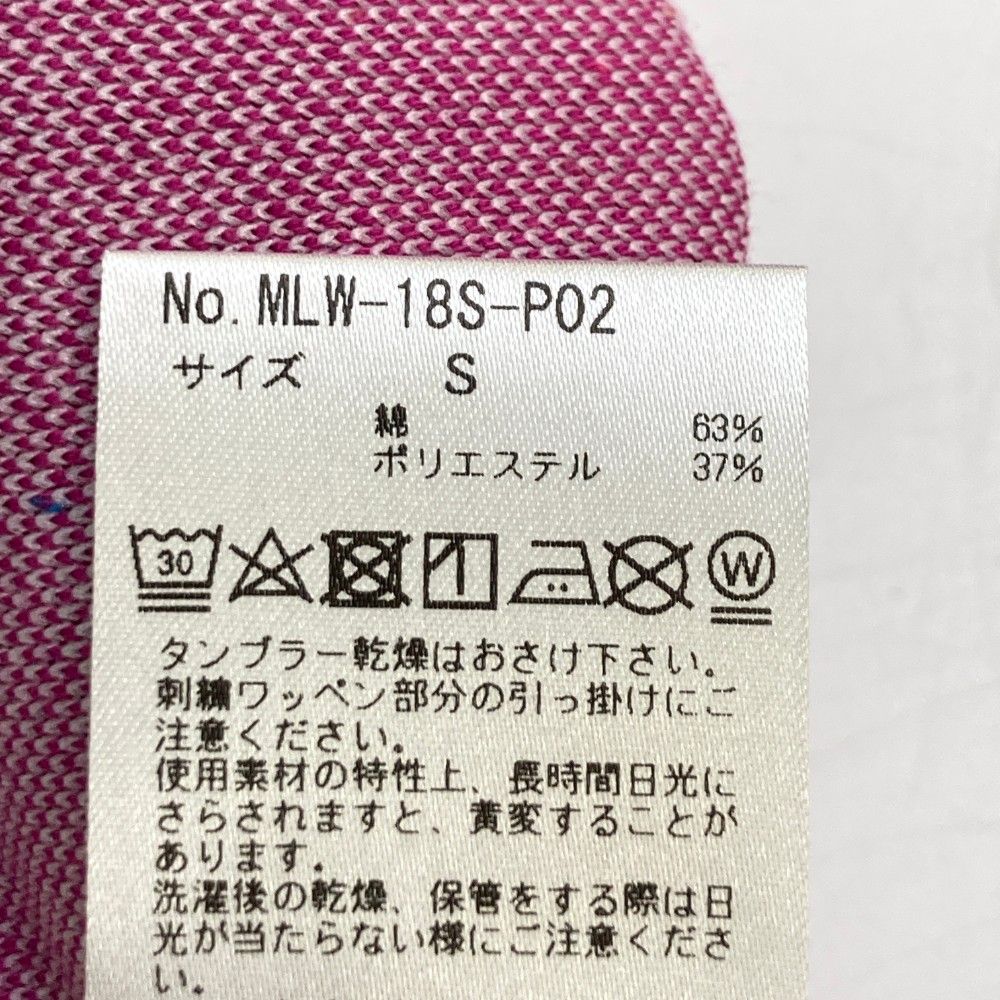 No. MLW-18S-P02
サイズ S
綿 63%
ポリエステル 37%
30 W
タンブラー乾燥はおさけ下さい。
刺繍ワッペン部分の引っ掛けにご
注意ください。
使用素材の特性上、長時間日光に
さらされますと、黄変することが
あります。
洗濯後の乾燥、保管をする際は日
光が当たらない様にご注意くださ
い。